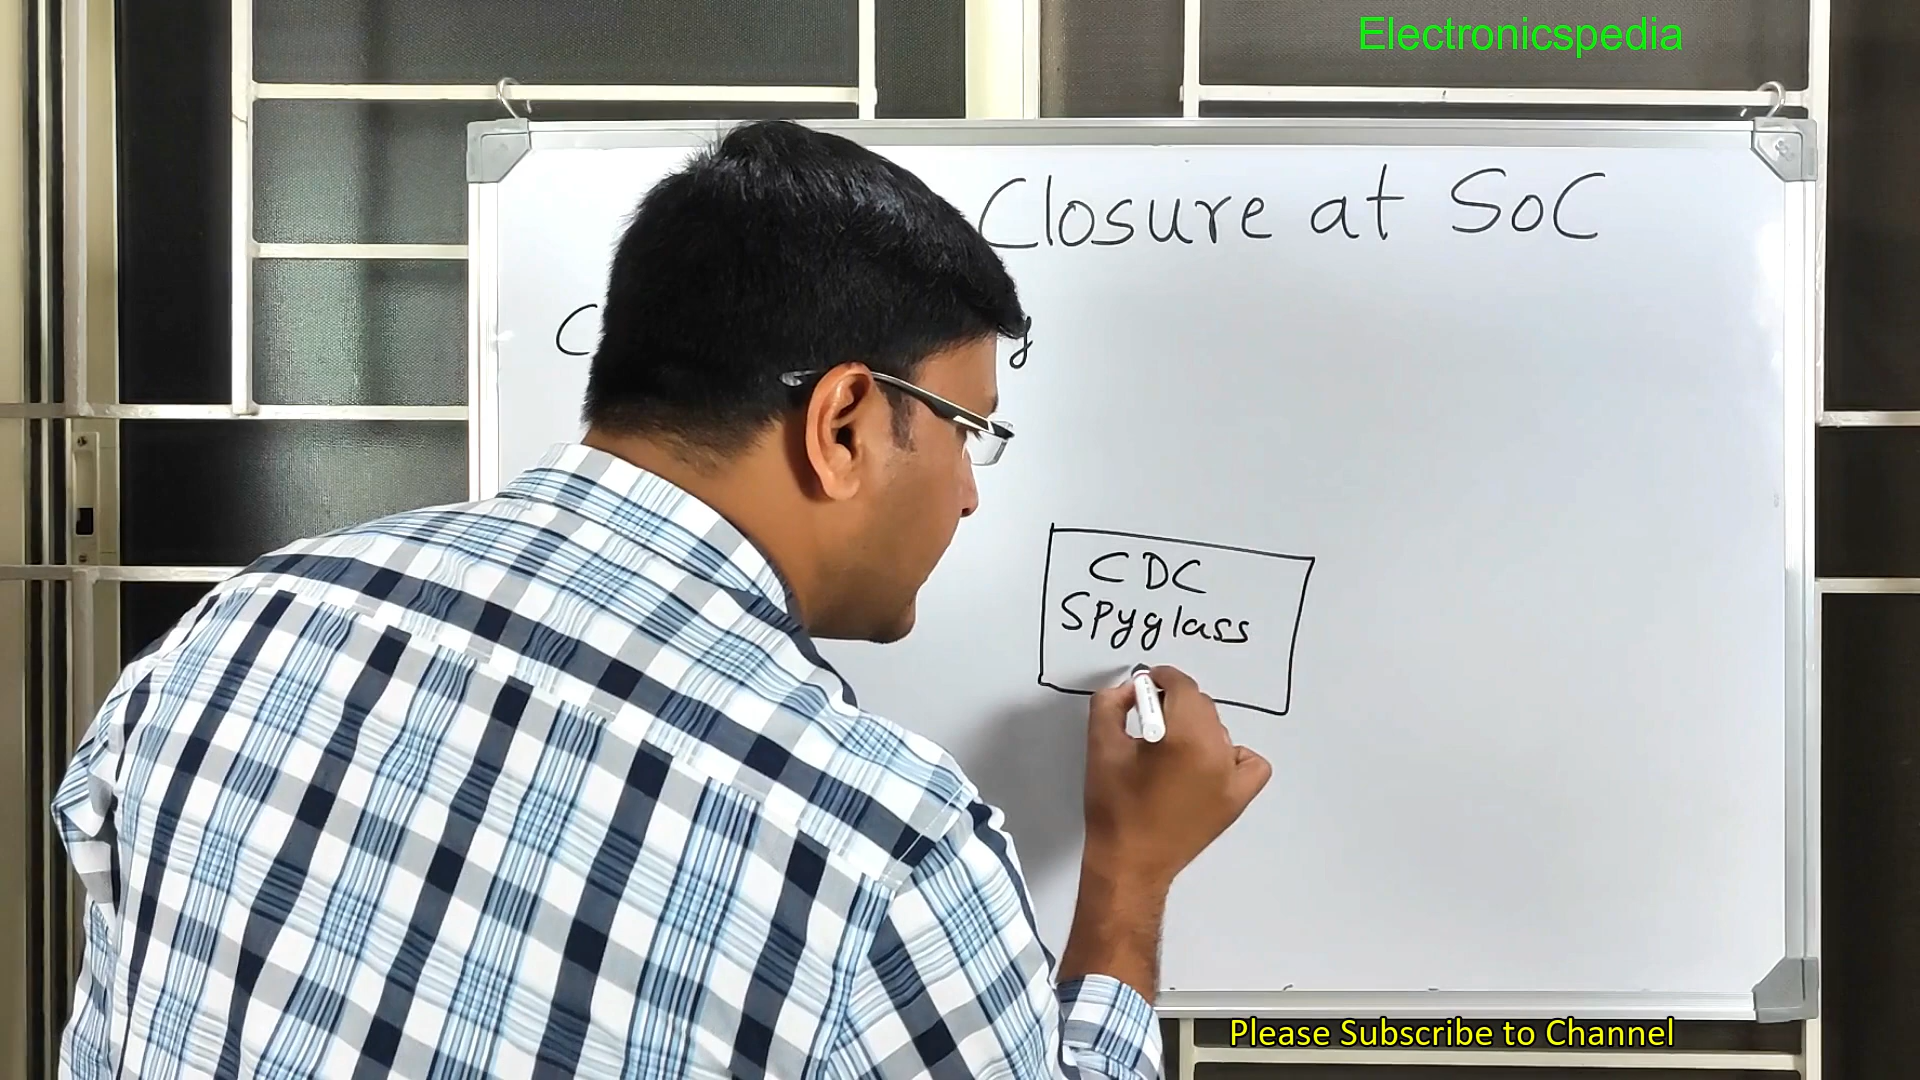 Electronicspedia
Closure at SoC
CDC
Spyglass
Please Subscribe to Channel